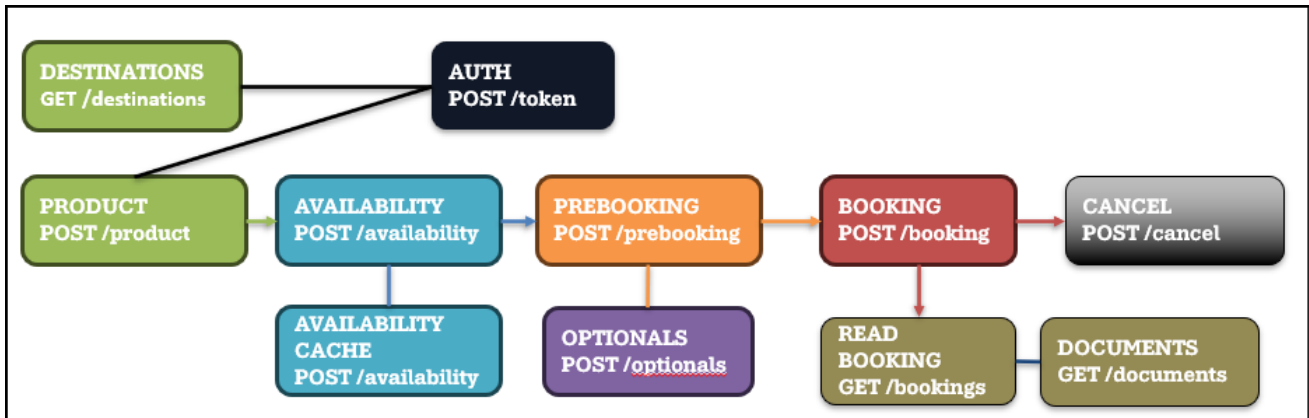 DESTINATIONS
GET /destinations
AUTH
POST /token
PRODUCT
POST /product
AVAILABILITY
POST /availability
PREBOOKING
POST /prebooking
BOOKING
POST /booking
CANCEL
POST /cancel
AVAILABILITY
CACHE
POST /availability
OPTIONALS
POST /optionals
READ
BOOKING
GET /bookings
DOCUMENTS
GET /documents